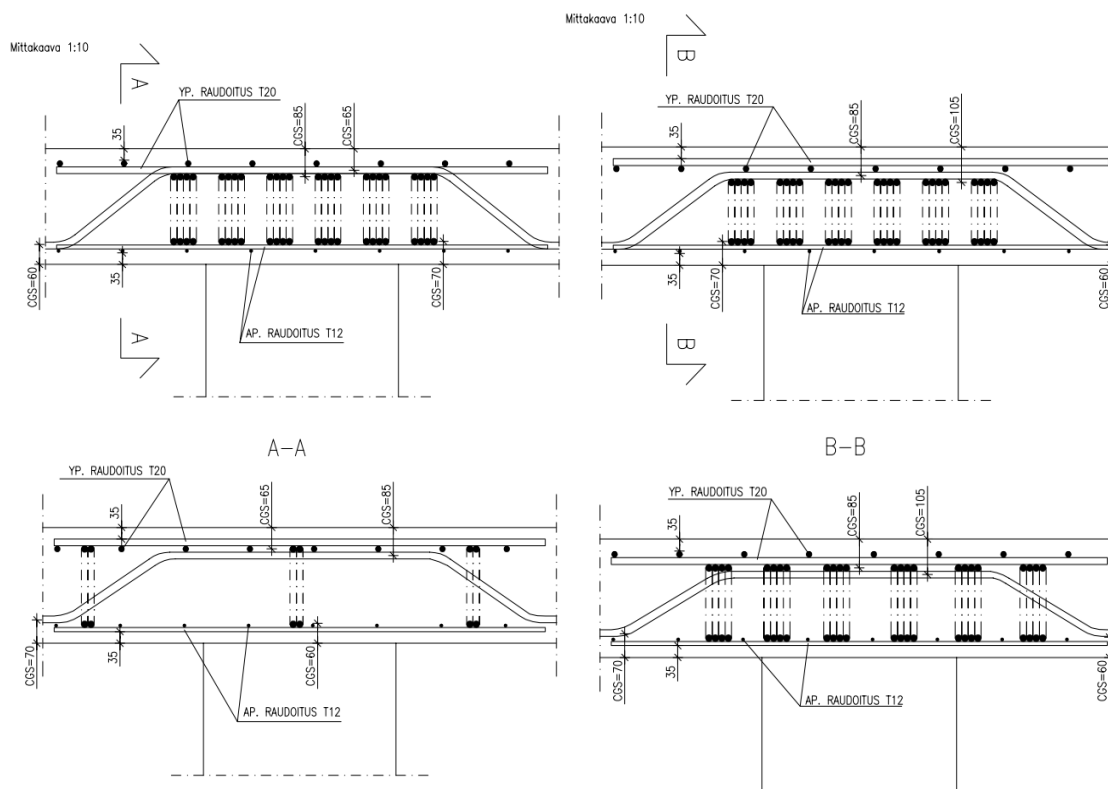 Mittakaava 1:10
A
YP. RAUDOITUS T20
35
CGS=85
CGS=65
CGS=60
35
CGS=70
AP. RAUDOITUS T12
A
Mittakaava 1:10
B
YP. RAUDOITUS T20
35
CGS=85
CGS=105
CGS=70
35
CGS=60
AP. RAUDOITUS T12
B
A-A
YP. RAUDOITUS T20
35
CGS=65
CGS=85
CGS=70
35
CGS=60
AP. RAUDOITUS T12
B-B
YP. RAUDOITUS T20
35
CGS=85
CGS=105
CGS=70
35
CGS=60
AP. RAUDOITUS T12